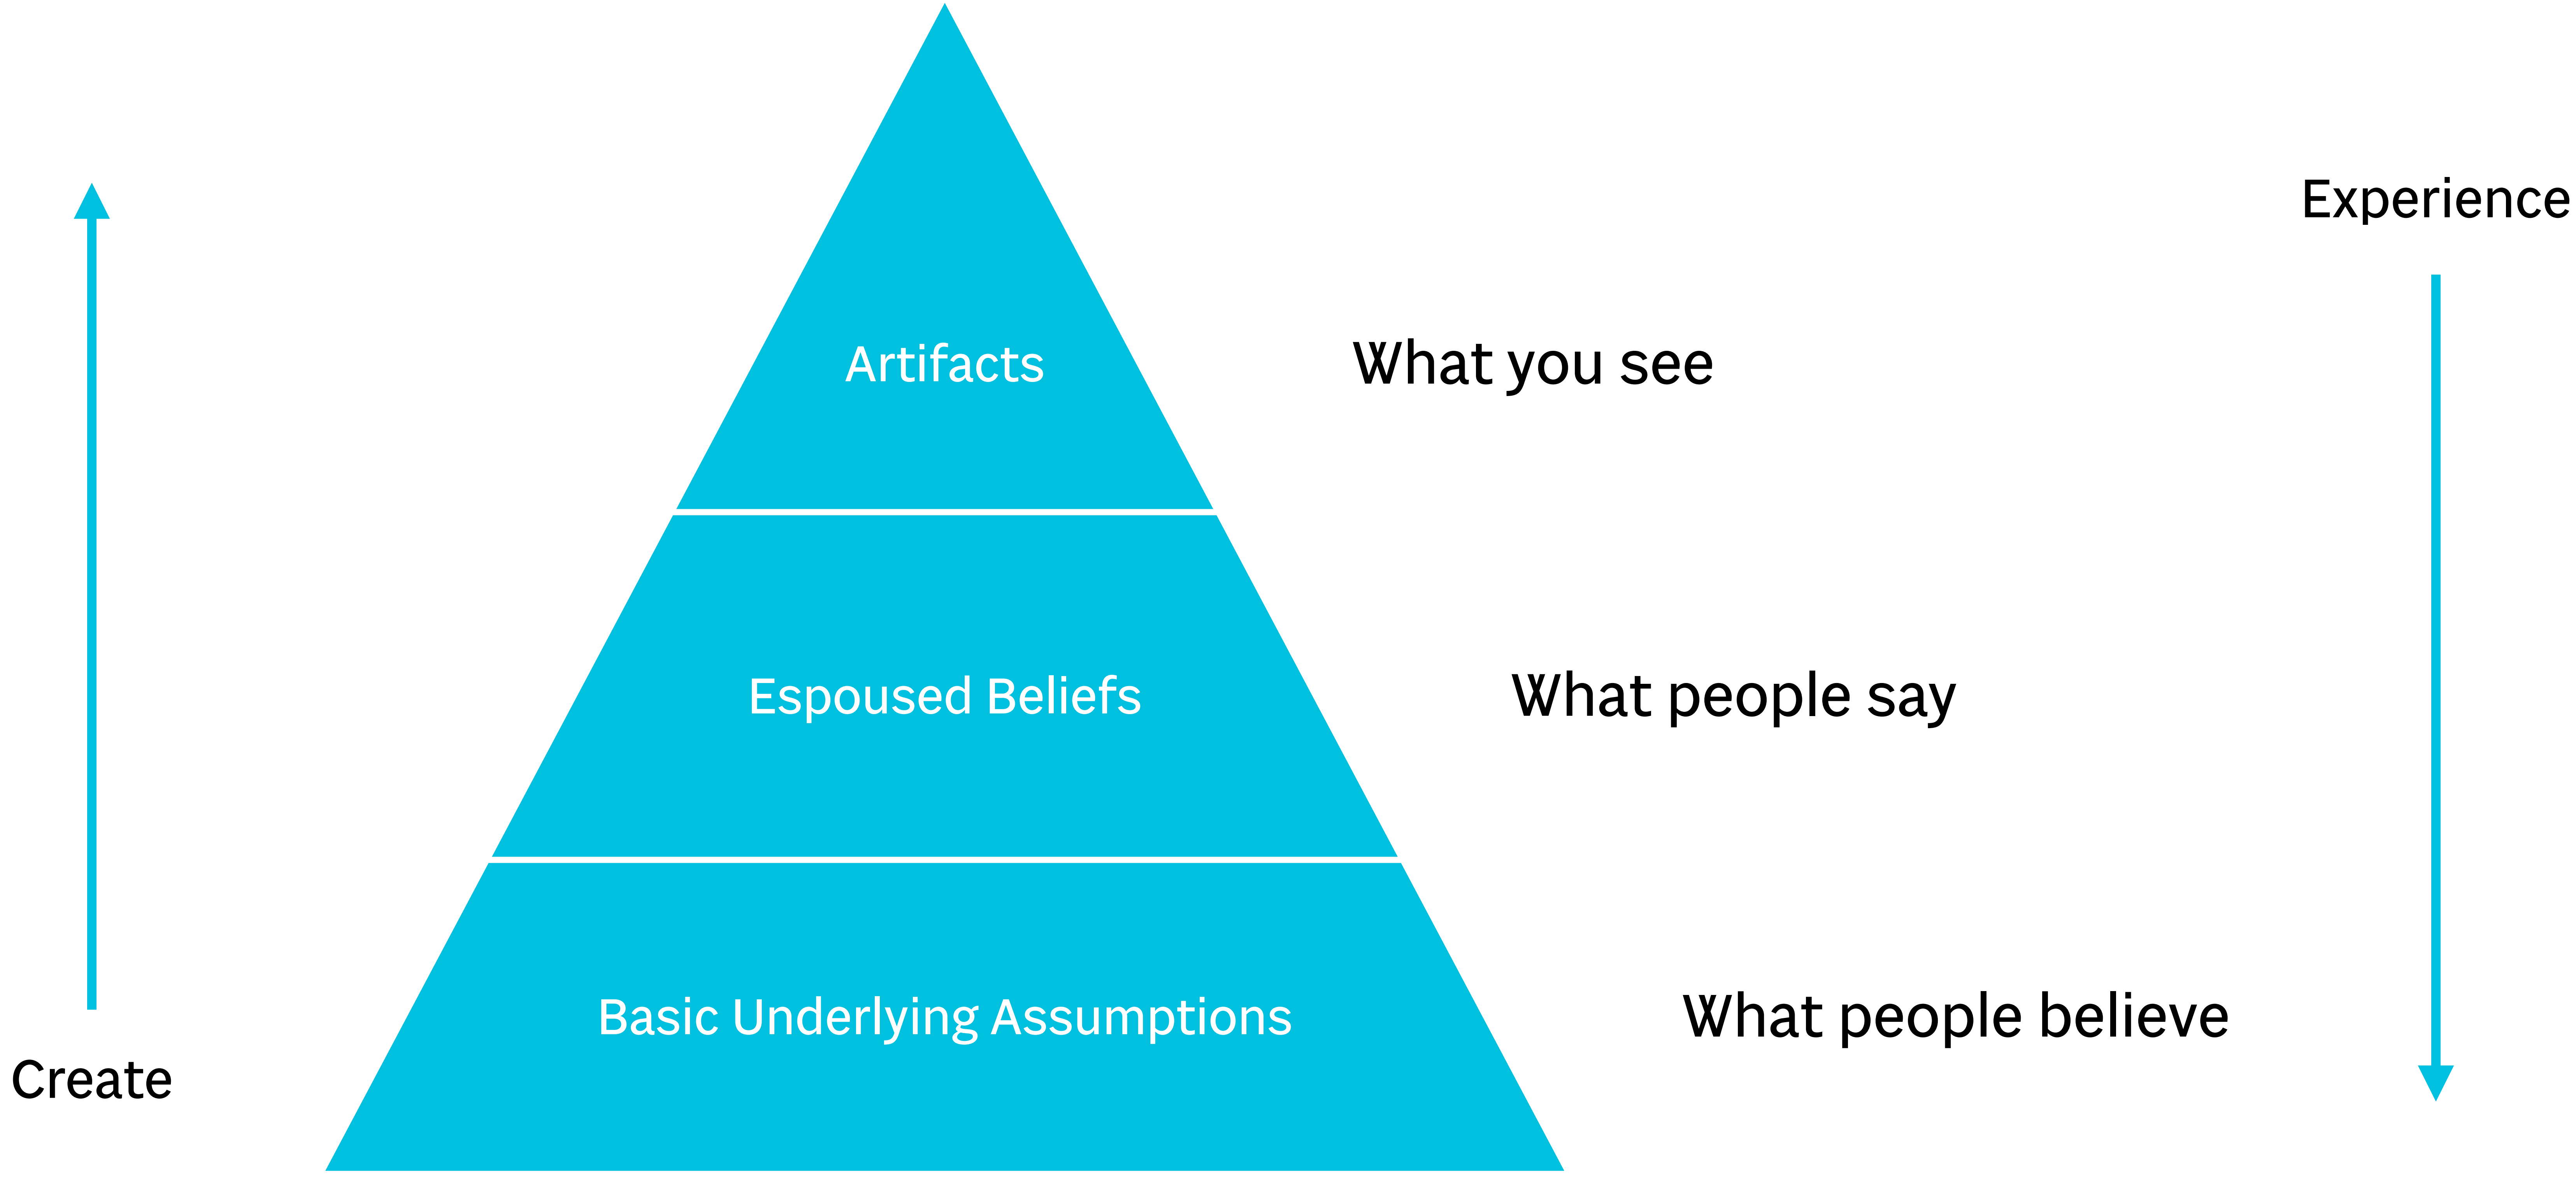 Experience
Artifacts
What you see
Espoused Beliefs
What people say
Basic Underlying Assumptions
What people believe
Create